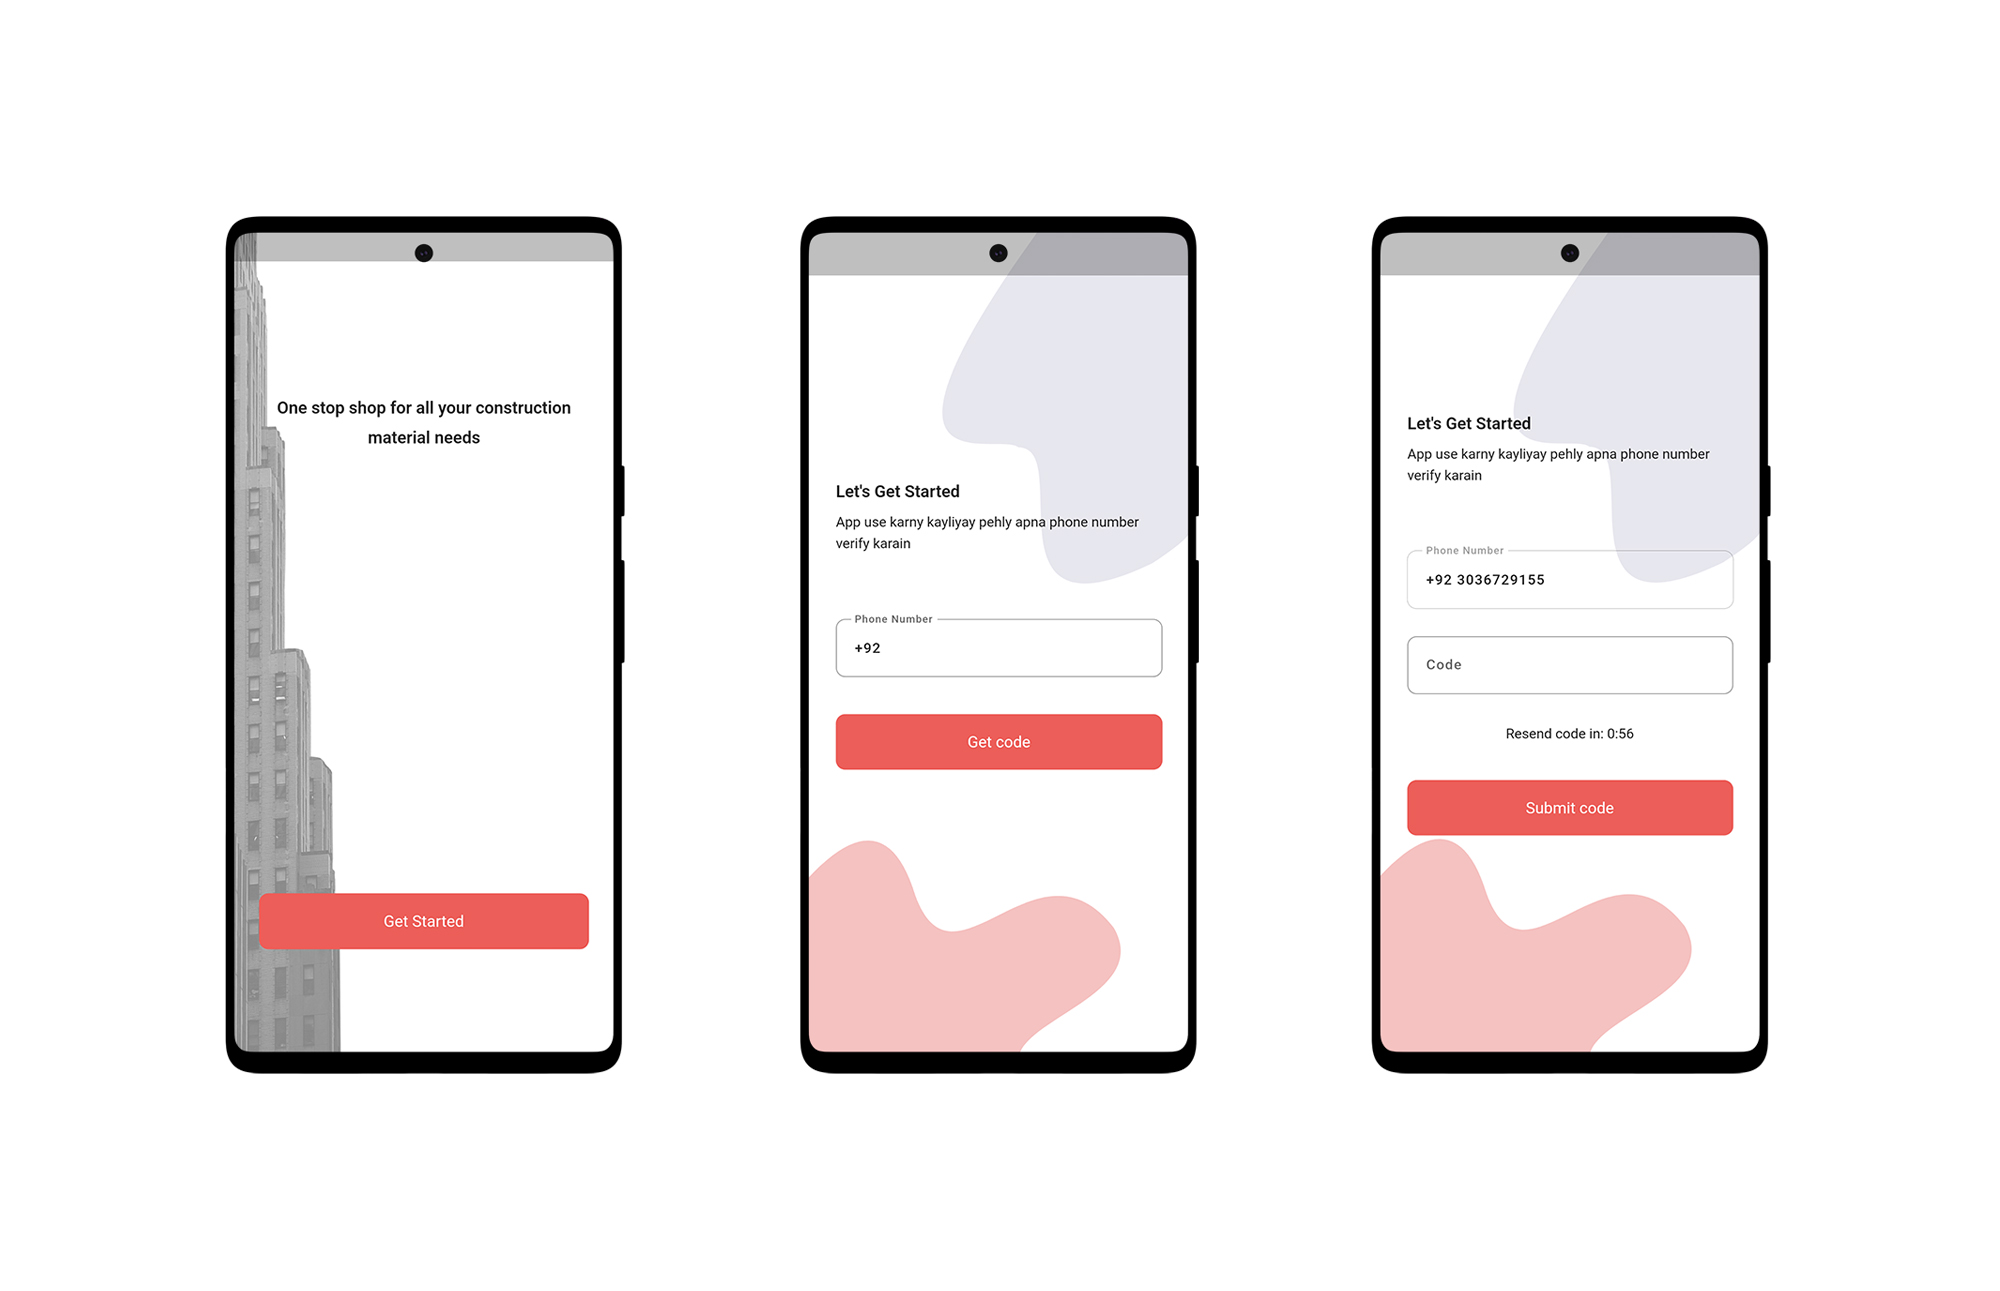 One stop shop for all your construction
material needs
Get Started
Let's Get Started
App use karny kayliyay pehly apna phone number
verify karain
Phone Number
+92
Get code
Let's Get Started
App use karny kayliyay pehly apna phone number
verify karain
Phone Number
+92 3036729155
Code
Resend code in: 0:56
Submit code